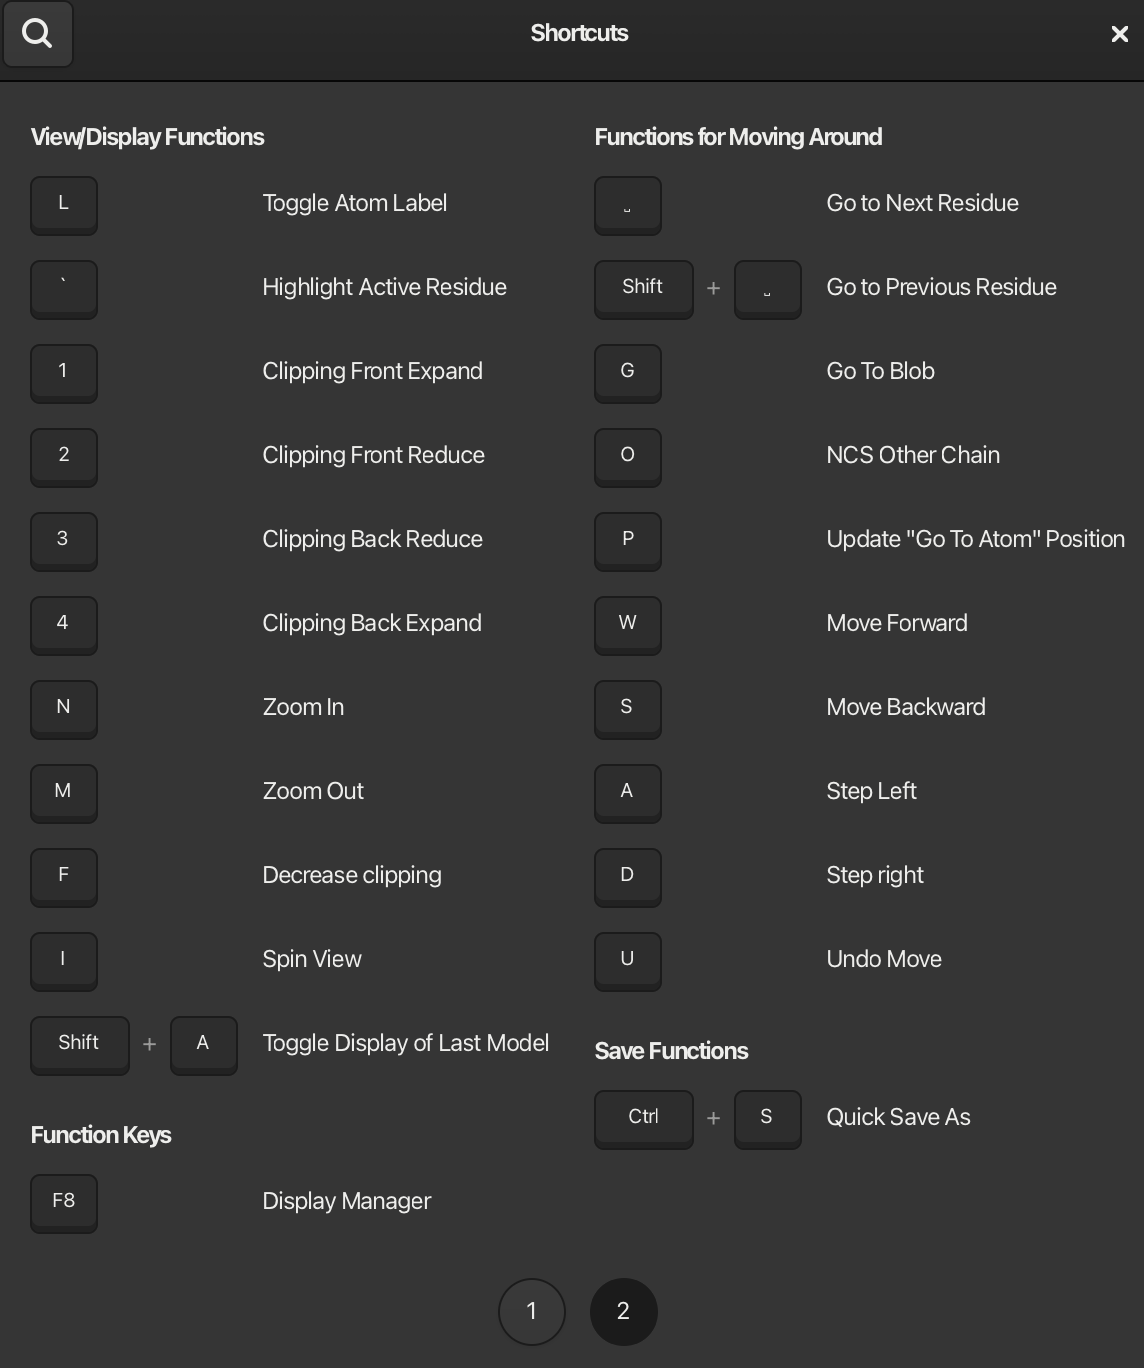 Shortcuts
View/Display Functions
L Toggle Atom Label
` Highlight Active Residue
1 Clipping Front Expand
2 Clipping Front Reduce
3 Clipping Back Reduce
4 Clipping Back Expand
N Zoom In
M Zoom Out
F Decrease clipping
I Spin View
Shift + A Toggle Display of Last Model
Function Keys
F8 Display Manager
Functions for Moving Around
␣ Go to Next Residue
Shift + ␣ Go to Previous Residue
G Go To Blob
O NCS Other Chain
P Update "Go To Atom" Position
W Move Forward
S Move Backward
A Step Left
D Step right
U Undo Move
Save Functions
Ctrl + S Quick Save As
1 2